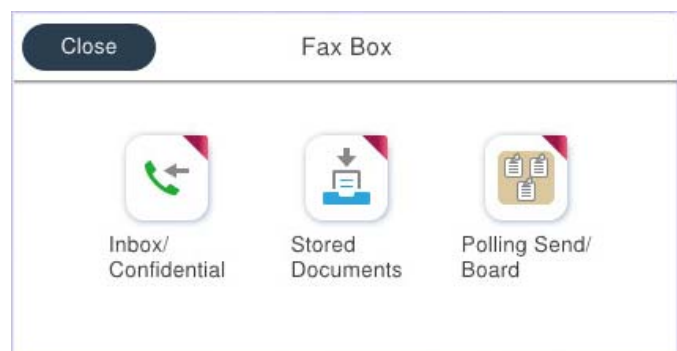 Close
Fax Box
Inbox/
Confidential
Stored
Documents
Polling Send/
Board